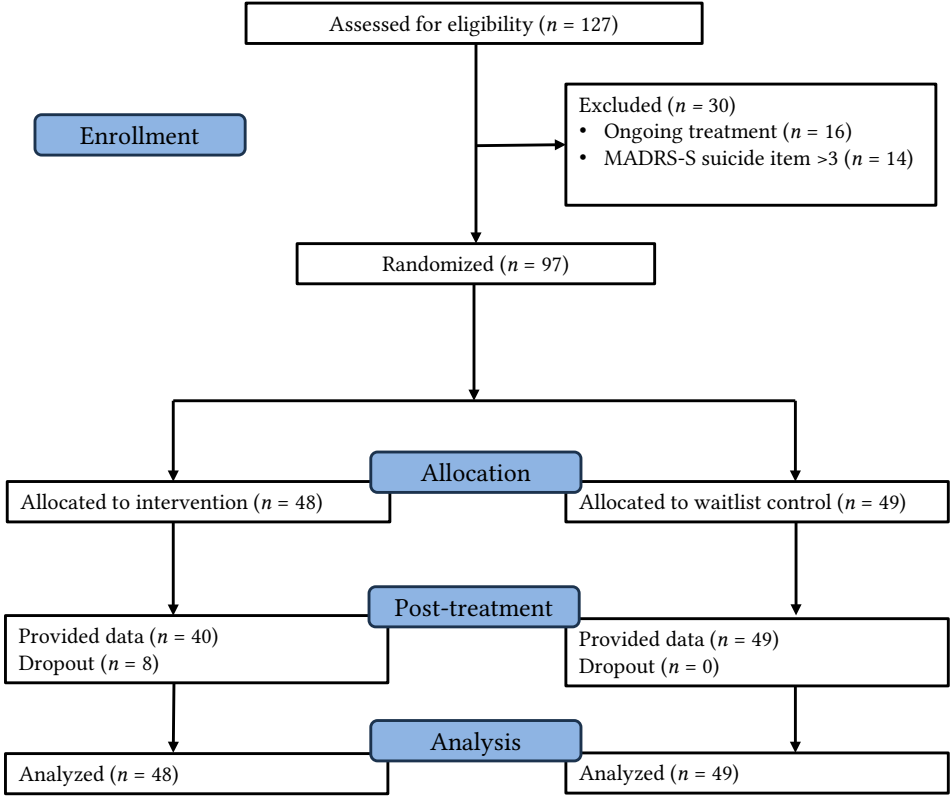 Assessed for eligibility (n = 127)
Enrollment
Excluded (n = 30)
• Ongoing treatment (n = 16)
• MADRS-S suicide item >3 (n = 14)
Randomized (n = 97)
Allocation
Allocated to intervention (n = 48)
Allocated to waitlist control (n = 49)
Post-treatment
Provided data (n = 40)
Dropout (n = 8)
Provided data (n = 49)
Dropout (n = 0)
Analysis
Analyzed (n = 48)
Analyzed (n = 49)